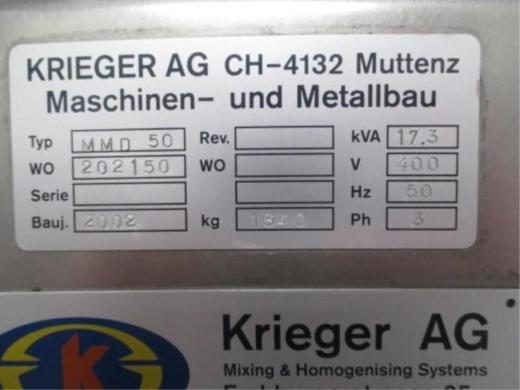 KRIEGER AG CH-4132 Muttenz
Maschinen- und Metallbau
Typ MMD 50 Rev. kVA 17.3
WO 202150 WO V 400
Serie Hz 50
Bauj. 2002 kg 1840 Ph 3
K
Krieger AG
Mixing & Homogenising Systems